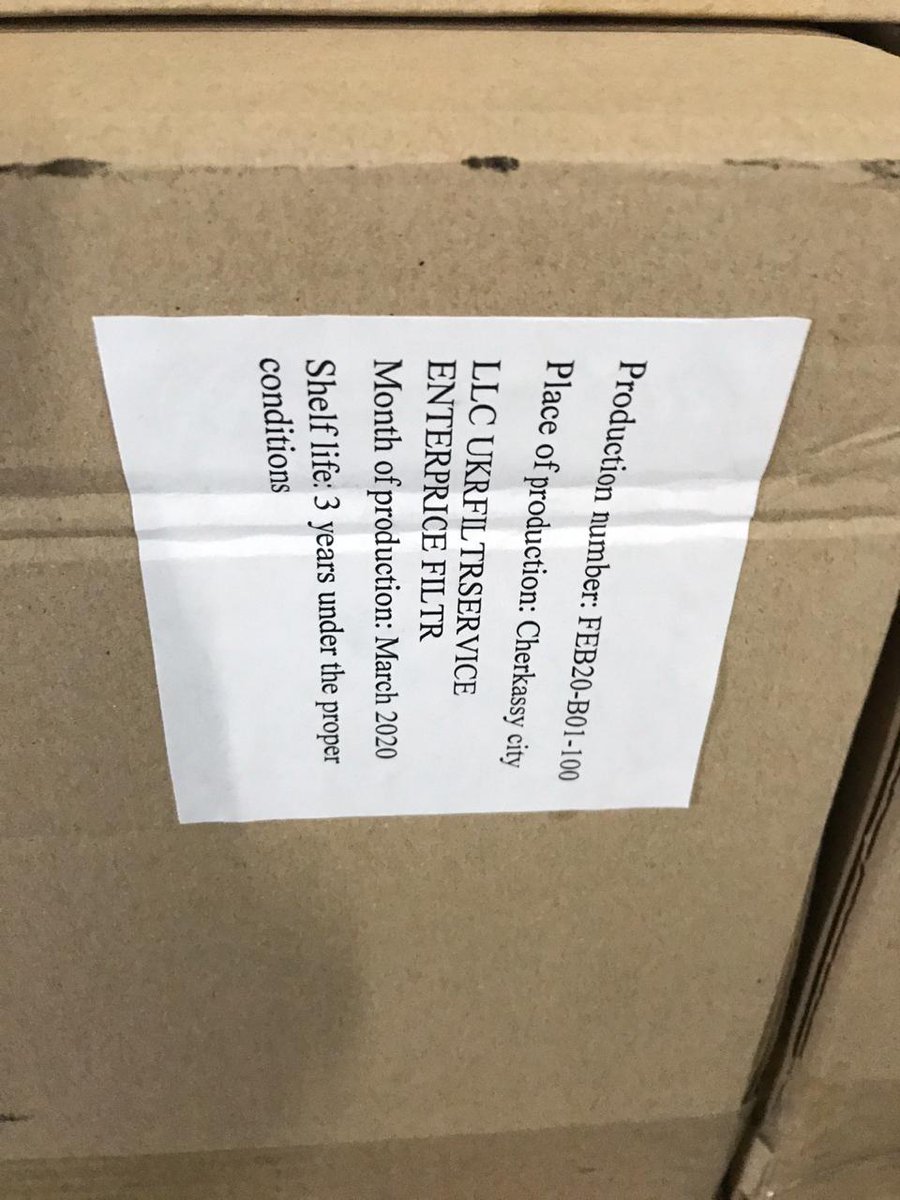 Production number: FEB20-B01-100
Place of production: Cherkassy city
LLC UKRFILTRSERVICE
ENTERPRICE FILTR
Month of production: March 2020
Shelf life: 3 years under the proper
conditions